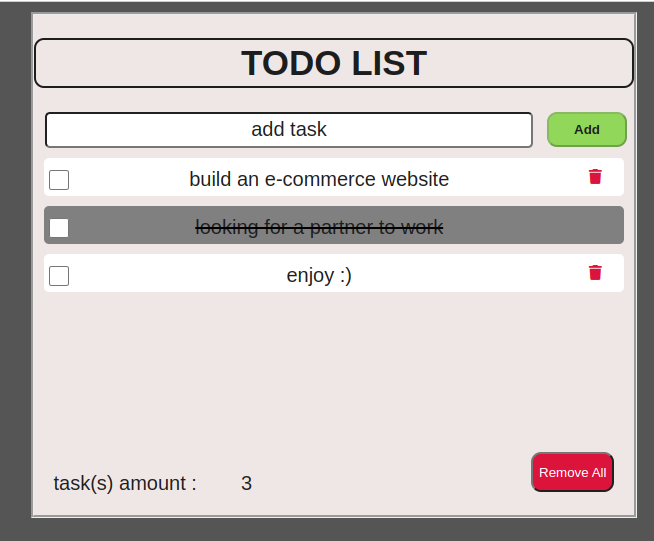 TODO LIST
add task
Add
build an e-commerce website
looking for a partner to work
enjoy :)
task(s) amount : 3
Remove All